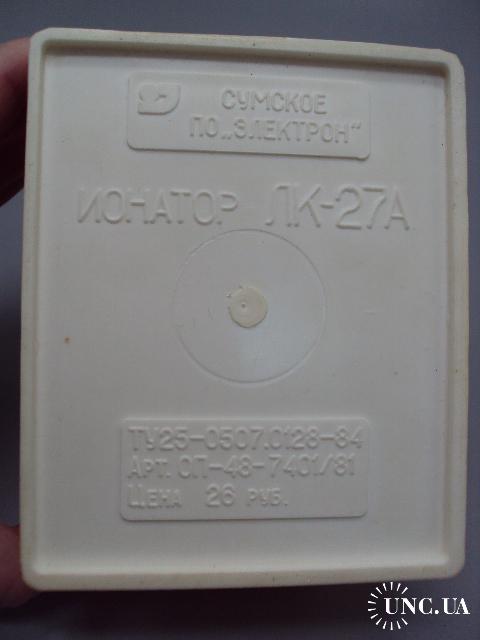 СУМСКОЕ
ПО„ЭЛЕКТРОН“
ИОНАТОР ЛК-27А
ТУ25-0507.0128-84
АРТ. ОП-48-7401/81
ЦЕНА 26 РУБ.
UNC.UA